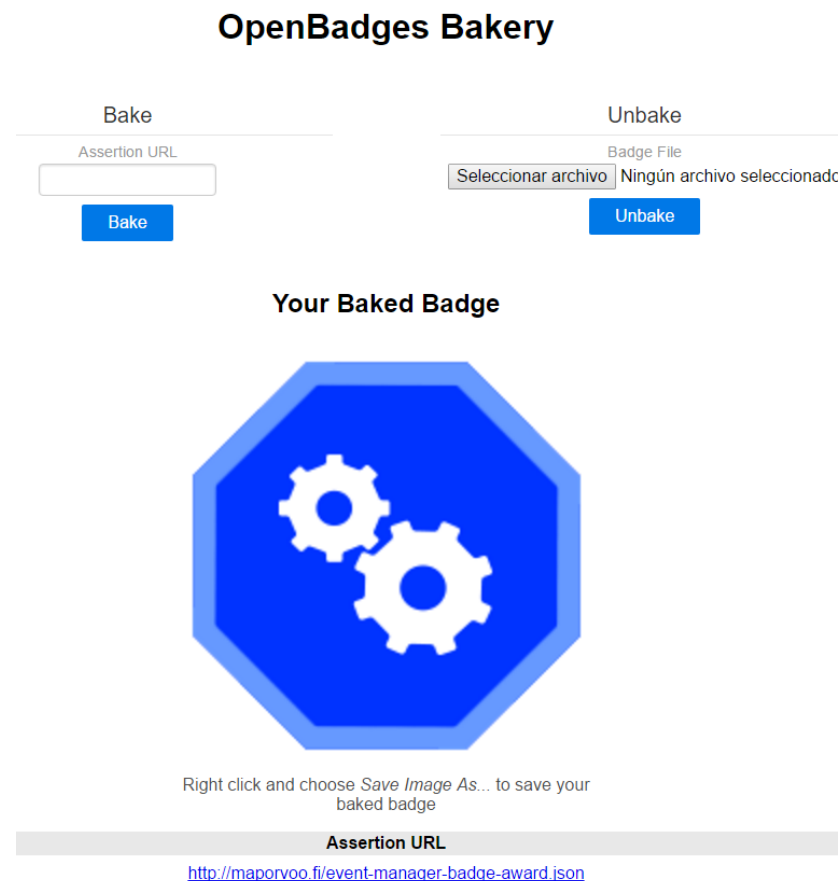 OpenBadges Bakery
Bake
Assertion URL
Bake
Unbake
Badge File
Seleccionar archivo Ningún archivo seleccionado
Unbake
Your Baked Badge
Right click and choose Save Image As... to save your
baked badge
Assertion URL
http://maporvoo.fi/event-manager-badge-award.json